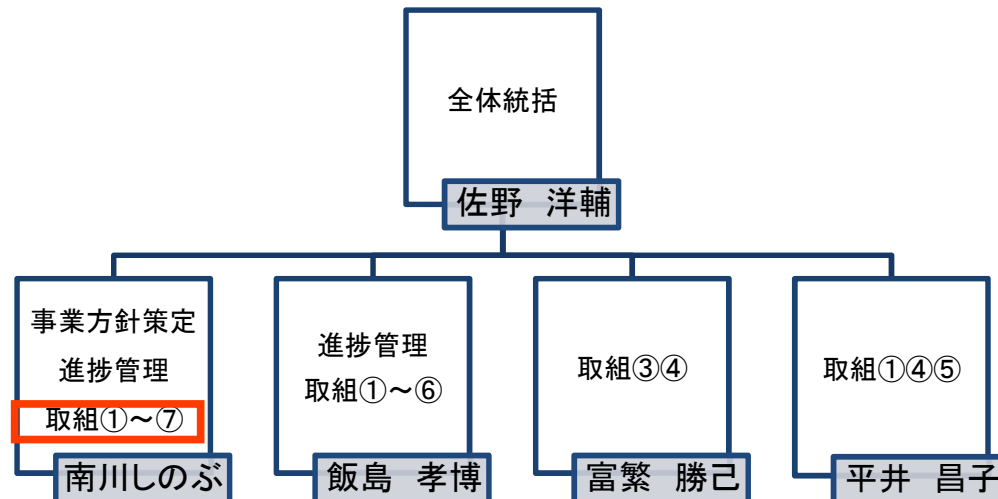 全体統括
佐野　洋輔
事業方針策定
進捗管理
取組①～⑦
南川しのぶ
進捗管理
取組①～⑥
飯島　孝博
取組③④
富繁　勝己
取組①④⑤
平井　昌子